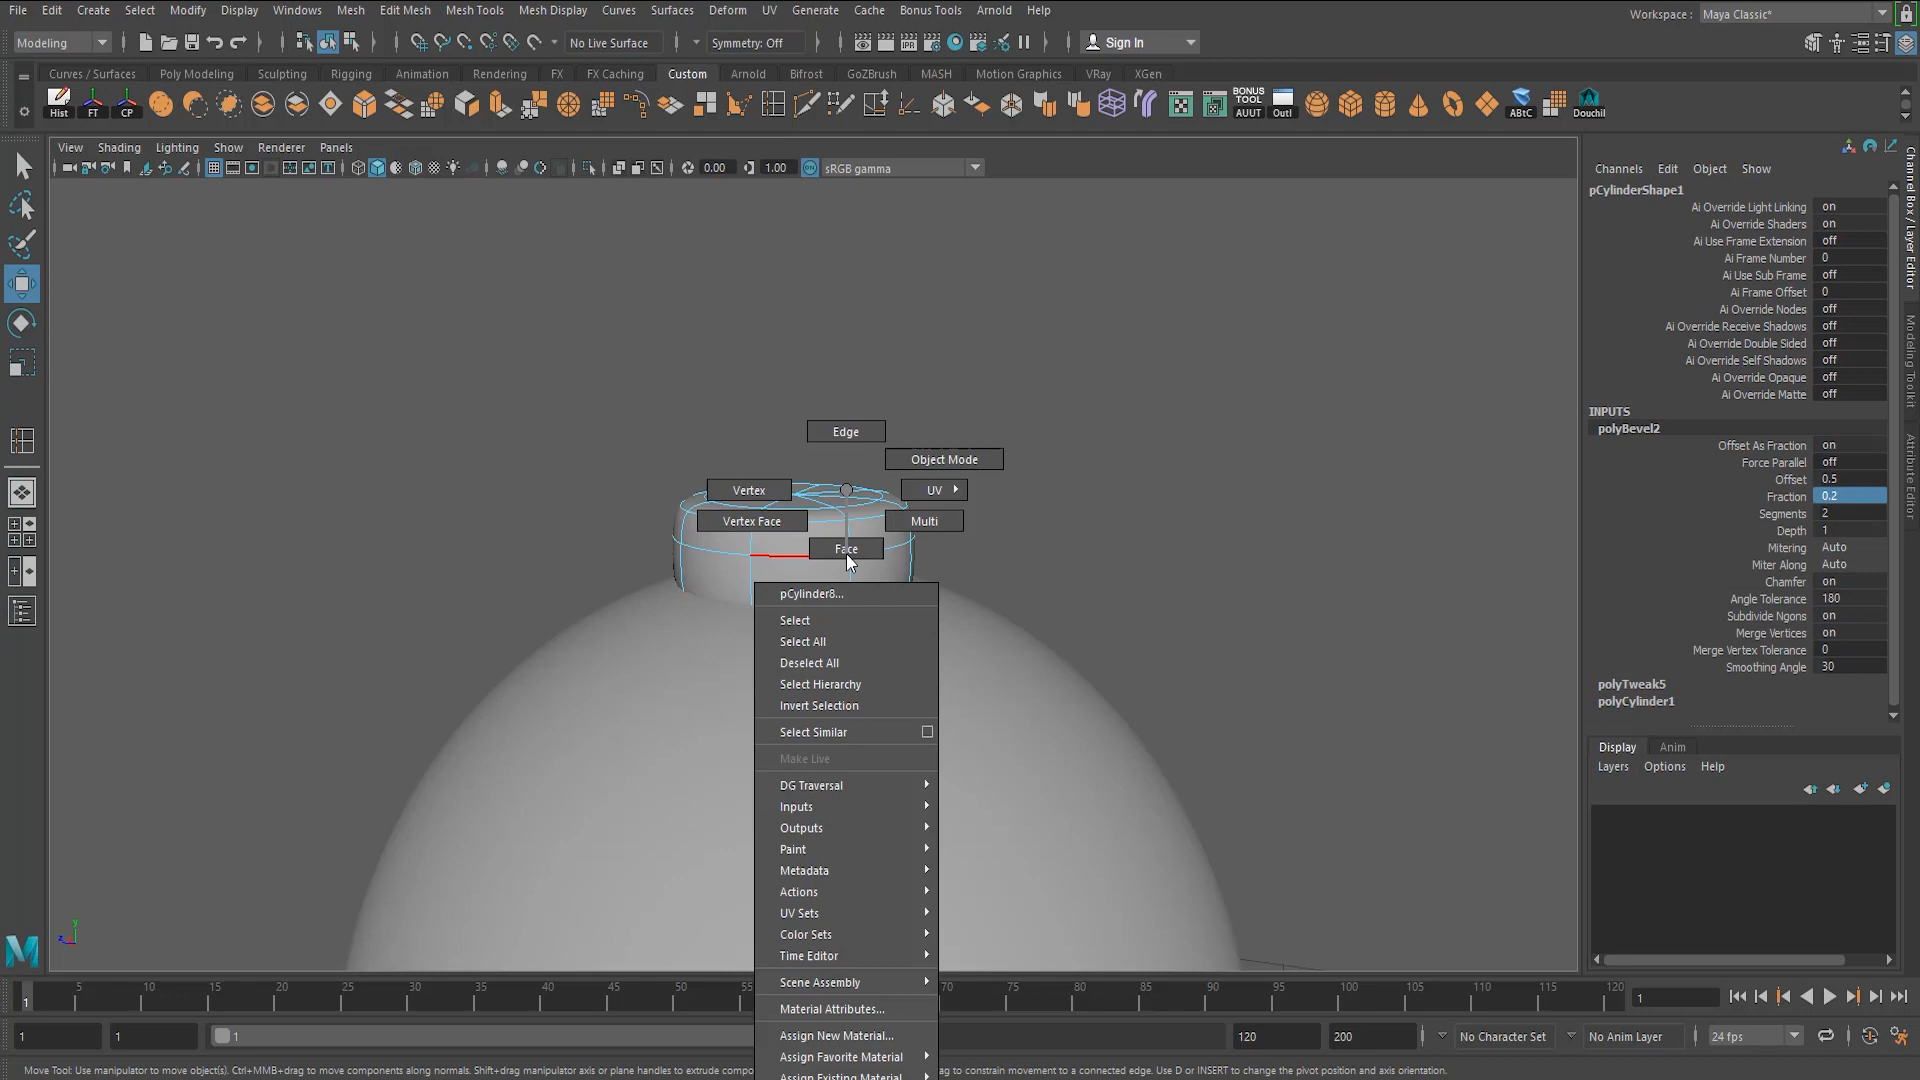 File Edit Create Select Modify Display Windows Mesh Edit Mesh Mesh Tools Mesh Display Curves Surfaces Deform UV Generate Cache Bonus Tools Arnold Help
Workspace : Maya Classic*
Modeling No Live Surface Symmetry: Off Sign In
Curves / Surfaces Poly Modeling Sculpting Rigging Animation Rendering FX FX Caching Custom Arnold Bifrost GoZBrush MASH Motion Graphics VRay XGen
IPR
Hist FT CP BONUS TOOL AUUT Outl ABtC Douchil
View Shading Lighting Show Renderer Panels
0.00 1.00 sRGB gamma
Channels Edit Object Show
pCylinderShape1
Ai Override Light Linking on
Ai Override Shaders on
Ai Use Frame Extension off
Ai Frame Number 0
Ai Use Sub Frame off
Ai Frame Offset 0
Ai Override Nodes off
Ai Override Receive Shadows off
Ai Override Double Sided off
Ai Override Self Shadows off
Ai Override Opaque off
Ai Override Matte off
INPUTS
polyBevel2
Offset As Fraction on
Force Parallel off
Offset 0.5
Fraction 0.2
Segments 2
Depth 1
Mitering Auto
Miter Along Auto
Chamfer on
Angle Tolerance 180
Subdivide Ngons on
Merge Vertices on
Merge Vertex Tolerance 0
Smoothing Angle 30
polyTweak5
polyCylinder1
Channel Box / Layer Editor
Modeling Toolkit
Attribute Editor
Display Anim
Layers Options Help
Edge
Object Mode
Vertex
UV
Vertex Face
Multi
Face
pCylinder8...
Select
Select All
Deselect All
Select Hierarchy
Invert Selection
Select Similar
Make Live
DG Traversal
Inputs
Outputs
Paint
Metadata
Actions
UV Sets
Color Sets
Time Editor
Scene Assembly
Material Attributes...
Assign New Material...
Assign Favorite Material
Assign Existing Material
y
z
M
1 5 10 15 20 25 30 35 40 45 50 55 70 75 80 85 90 95 100 105 110 115 120 1
1 1 1 120 200 No Character Set No Anim Layer 24 fps
Move Tool: Use manipulator to move object(s). Ctrl+MMB+drag to move components along normals. Shift+drag manipulator axis or plane handles to extrude compo ag to constrain movement to a connected edge. Use D or INSERT to change the pivot position and axis orientation.